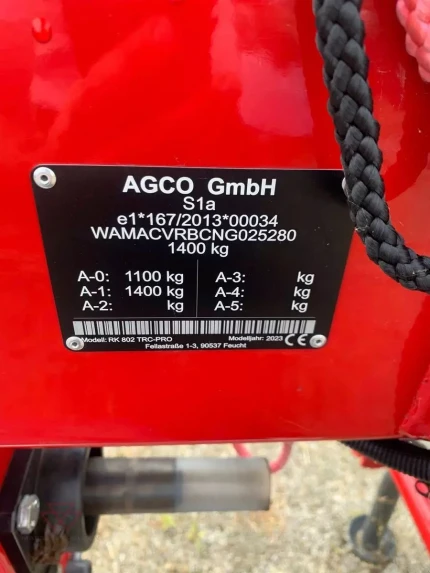 AGCO GmbH
S1a
e1*167/2013*00034
WAMACVRBCNG025280
1400 kg
A-0: 1100 kg A-3: kg
A-1: 1400 kg A-4: kg
A-2: kg A-5: kg
Modell: RK 802 TRC-PRO Modelljahr: 2023 CE
Fellastraße 1-3, 90537 Feucht